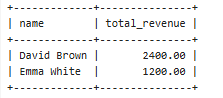 +-------------+---------------+
| name        | total_revenue |
+-------------+---------------+
| David Brown |       2400.00 |
| Emma White  |       1200.00 |
+-------------+---------------+